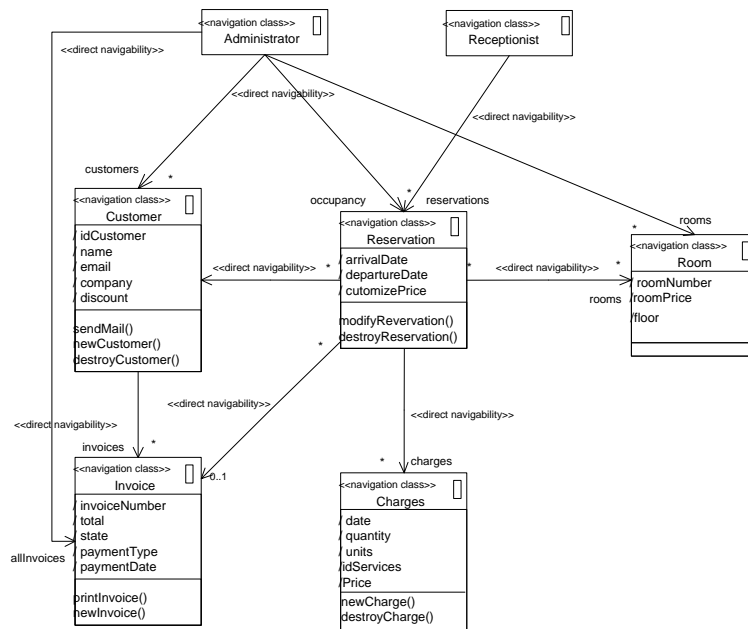 <<navigation class>>
Administrator
<<navigation class>>
Receptionist
<<direct navigability>>
<<direct navigability>>
<<direct navigability>>
customers
*
occupancy
*
reservations
*
rooms
<<navigation class>>
Customer
/ idCustomer
/ name
/ email
/ company
/ discount
sendMail()
newCustomer()
destroyCustomer()
<<direct navigability>>
*
<<navigation class>>
Reservation
/ arrivalDate
/ departureDate
/ cutomizePrice
modifyRevervation()
destroyReservation()
*
<<direct navigability>>
*
rooms
<<navigation class>>
Room
/ roomNumber
/roomPrice
/floor
*
<<direct navigability>>
<<direct navigability>>
<<direct navigability>>
invoices
*
0..1
* charges
<<navigation class>>
Invoice
/ invoiceNumber
/ total
/ state
/ paymentType
/ paymentDate
printInvoice()
newInvoice()
allInvoices
<<navigation class>>
Charges
/ date
/ quantity
/ units
/idServices
/Price
newCharge()
destroyCharge()